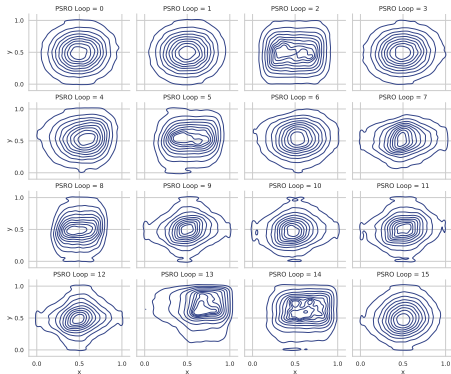 PSRO Loop = 0 PSRO Loop = 1 PSRO Loop = 2 PSRO Loop = 3
1.0
y 0.5
0.0
PSRO Loop = 4 PSRO Loop = 5 PSRO Loop = 6 PSRO Loop = 7
1.0
y 0.5
0.0
PSRO Loop = 8 PSRO Loop = 9 PSRO Loop = 10 PSRO Loop = 11
1.0
y 0.5
0.0
PSRO Loop = 12 PSRO Loop = 13 PSRO Loop = 14 PSRO Loop = 15
1.0
y 0.5
0.0
0.0 0.5 1.0 0.0 0.5 1.0 0.0 0.5 1.0 0.0 0.5 1.0
x x x x